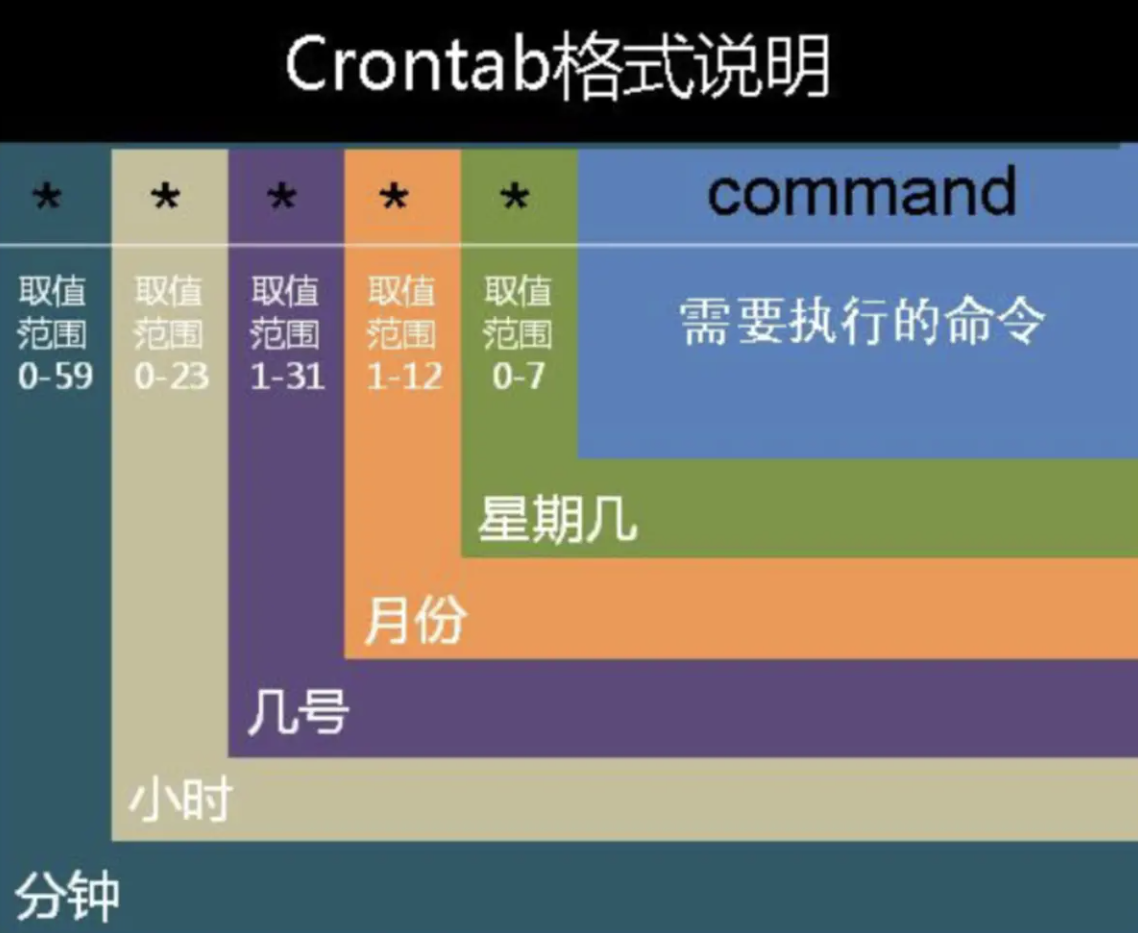 Crontab格式说明
* * * * * command
取值 取值 取值 取值 取值
范围 范围 范围 范围 范围
0-59 0-23 1-31 1-12 0-7
需要执行的命令
星期几
月份
几号
小时
分钟